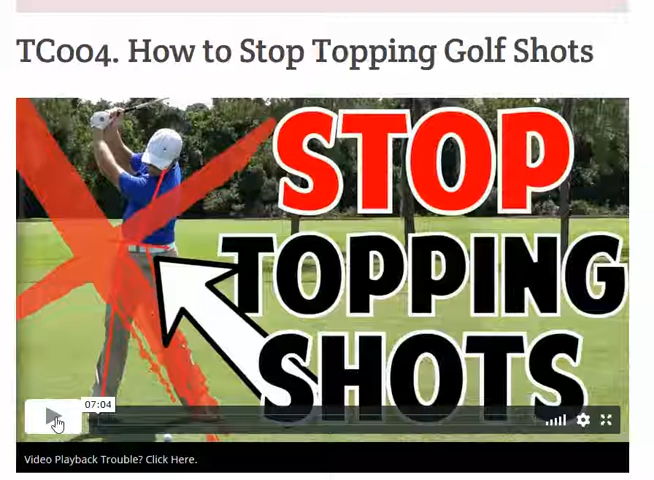 TC004. How to Stop Topping Golf Shots
STOP
TOPPING
SHOTS
07:04
Video Playback Trouble? Click Here.